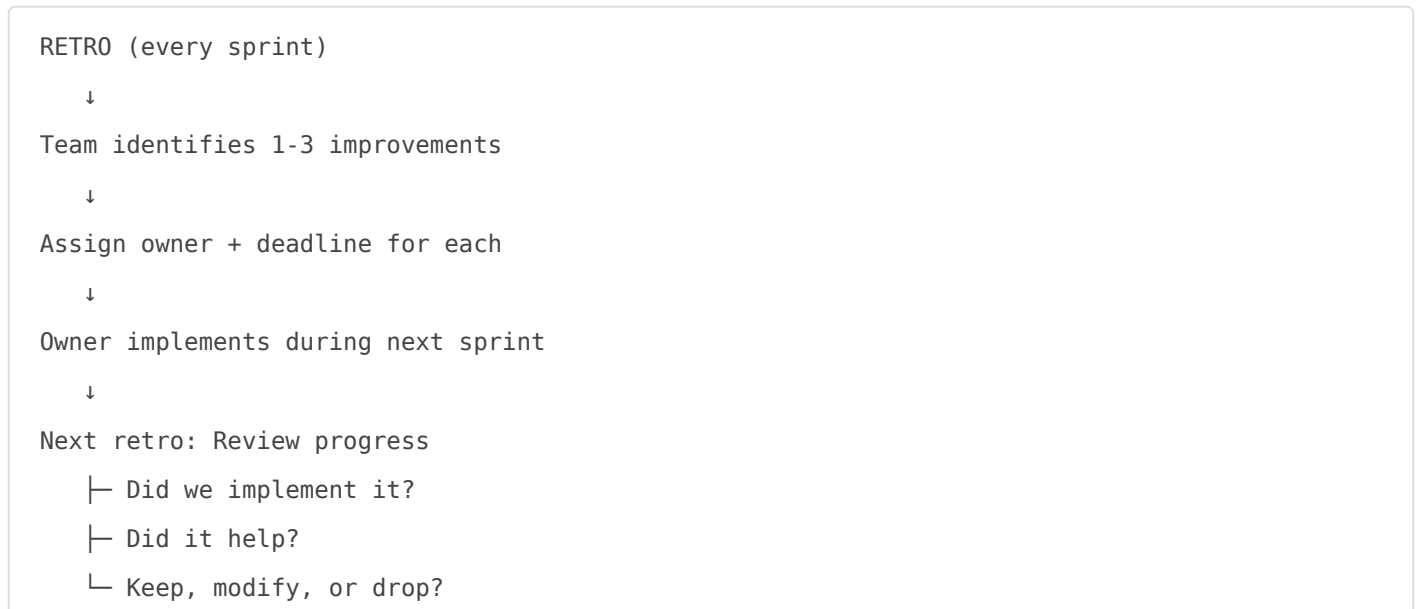 RETRO (every sprint)
↓
Team identifies 1-3 improvements
↓
Assign owner + deadline for each
↓
Owner implements during next sprint
↓
Next retro: Review progress
├─ Did we implement it?
├─ Did it help?
└─ Keep, modify, or drop?